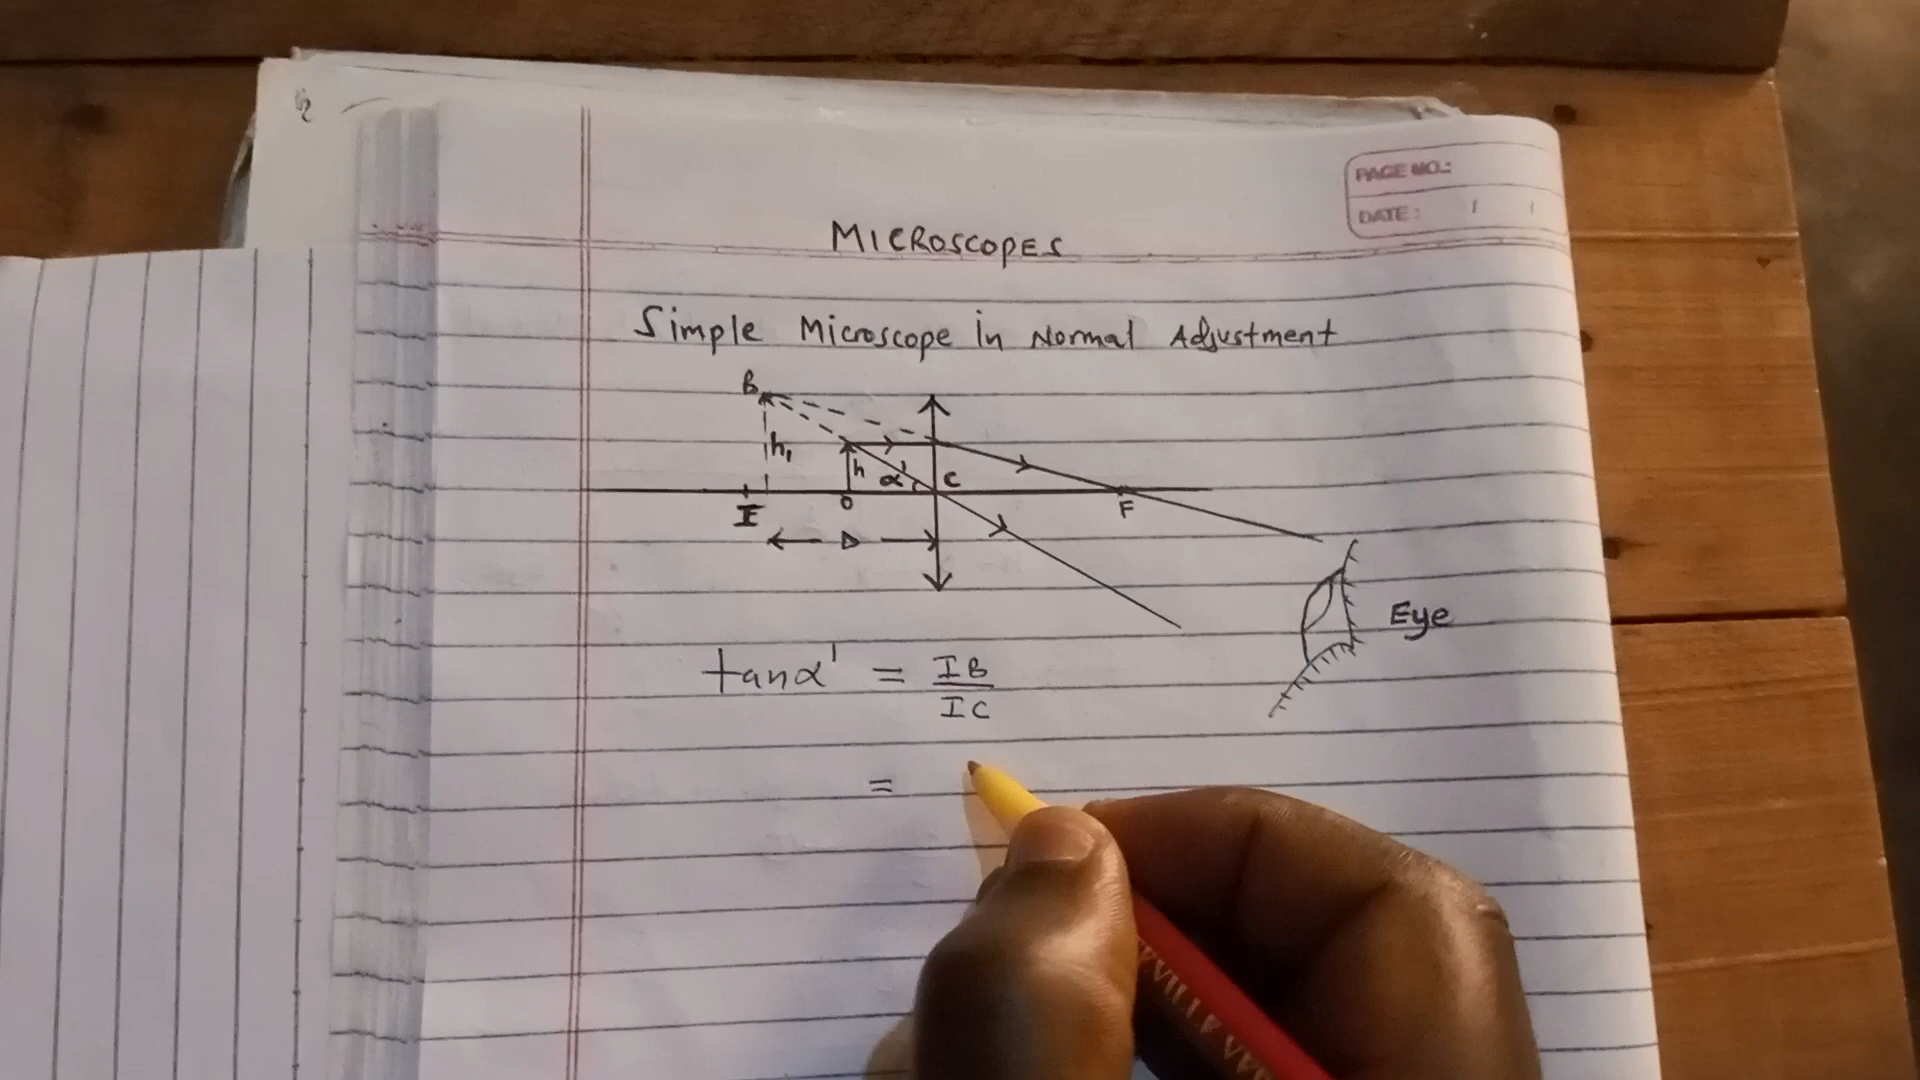 PAGE NO.:
DATE: / /
MICROSCOPES
Simple Microscope in Normal Adjustment
B
h₁
h
α'
C
I
O
F
D
Eye
tanα' = IB
IC
=